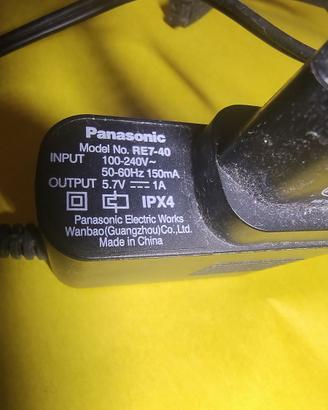 Panasonic
Model No. RE7-40
INPUT 100-240V~
50-60Hz 150mA
OUTPUT 5.7V ⎓ 1A
IPX4
Panasonic Electric Works
Wanbao(Guangzhou)Co.,Ltd.
Made in China